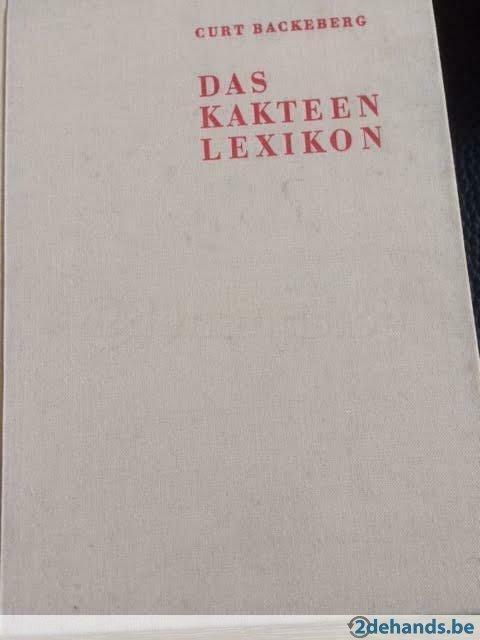 CURT BACKEBERG
DAS
KAKTEEN
LEXIKON
2dehands.be